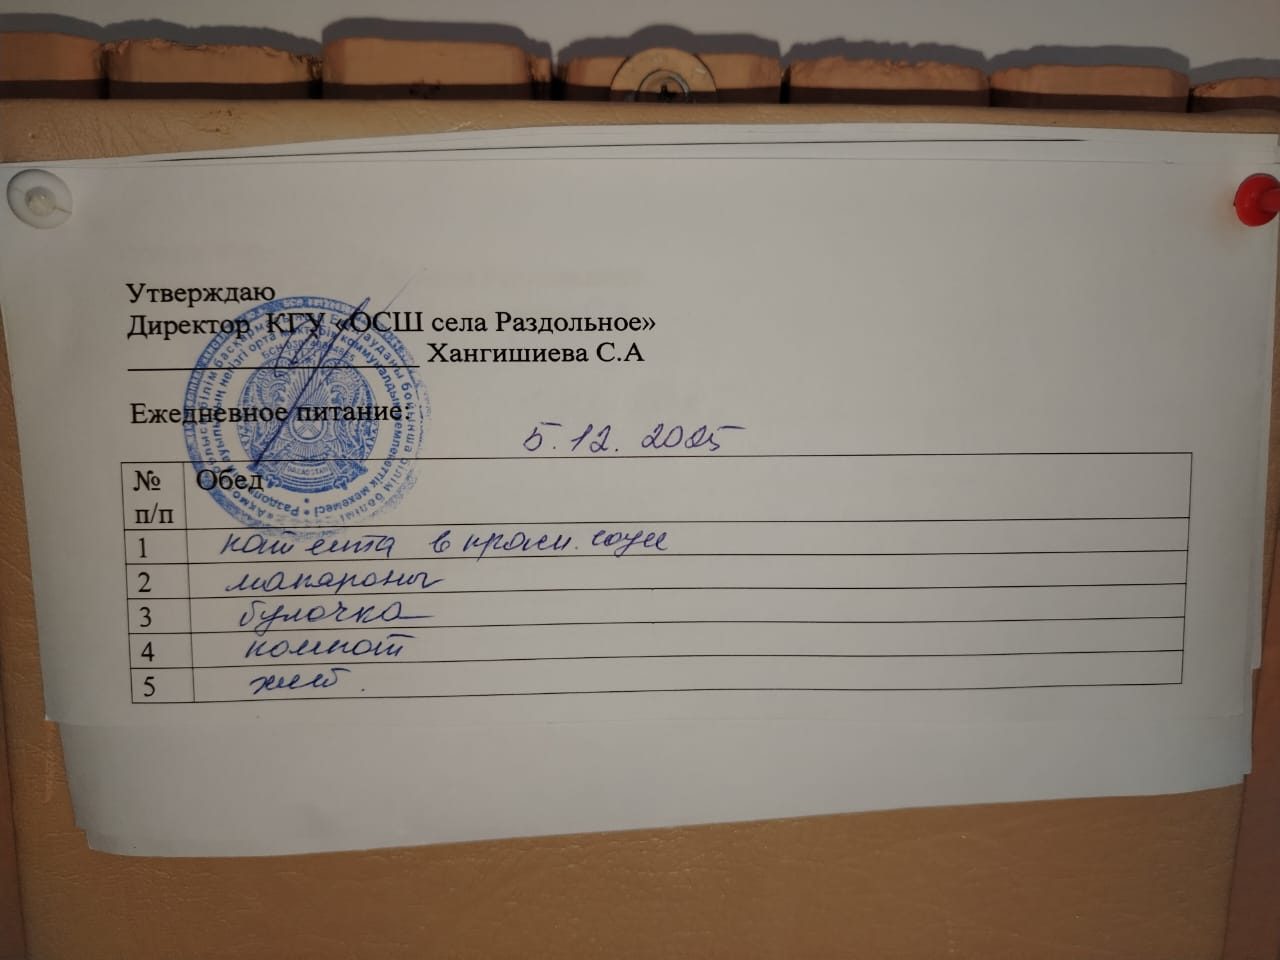 Утверждаю
Директор КГУ «ОСШ села Раздольное»
Хангишиева С.А
Ежедневное питание:
5.12.2025
№ п/п Обед
1 котлета в красн. соусе
2 макароны
3 булочка
4 компот
5 хлеб.